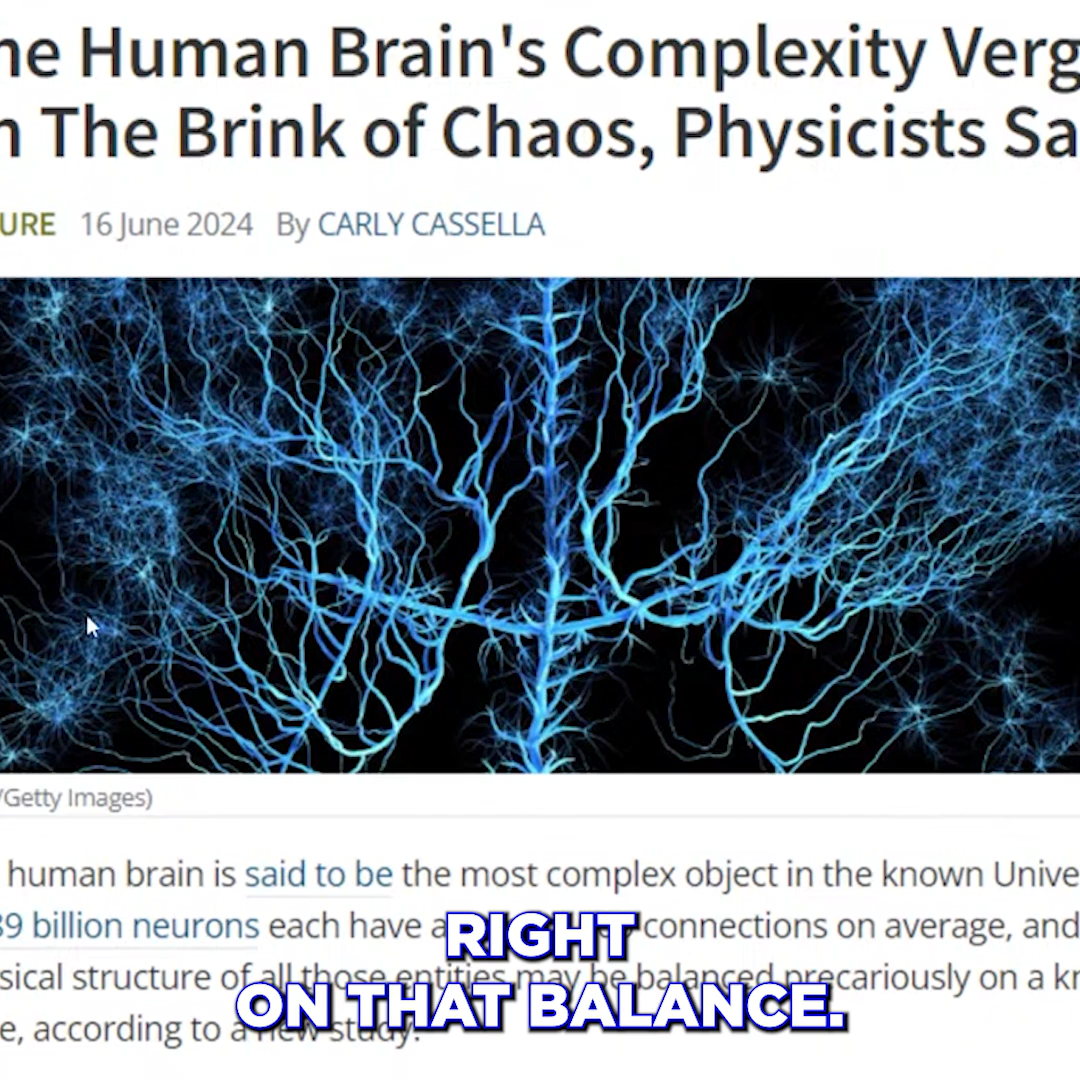 ne Human Brain's Complexity Verg
n The Brink of Chaos, Physicists Sa
URE 16 June 2024 By CARLY CASSELLA
/Getty Images)
human brain is said to be the most complex object in the known Unive
89 billion neurons each have a connections on average, and
sical structure of all those entities may be balanced precariously on a kn
e, according to a new study.
RIGHT
ON THAT BALANCE.